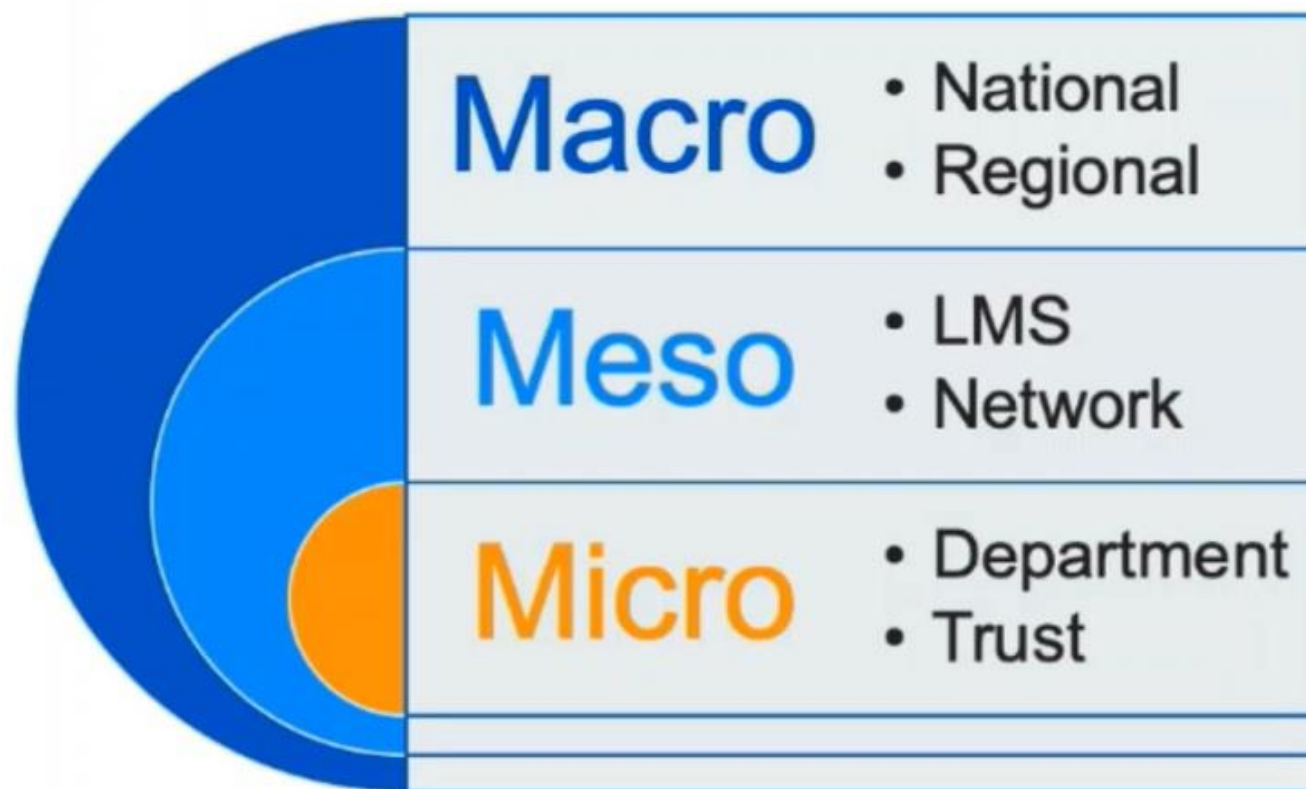 Macro
• National
• Regional
Meso
• LMS
• Network
Micro
• Department
• Trust